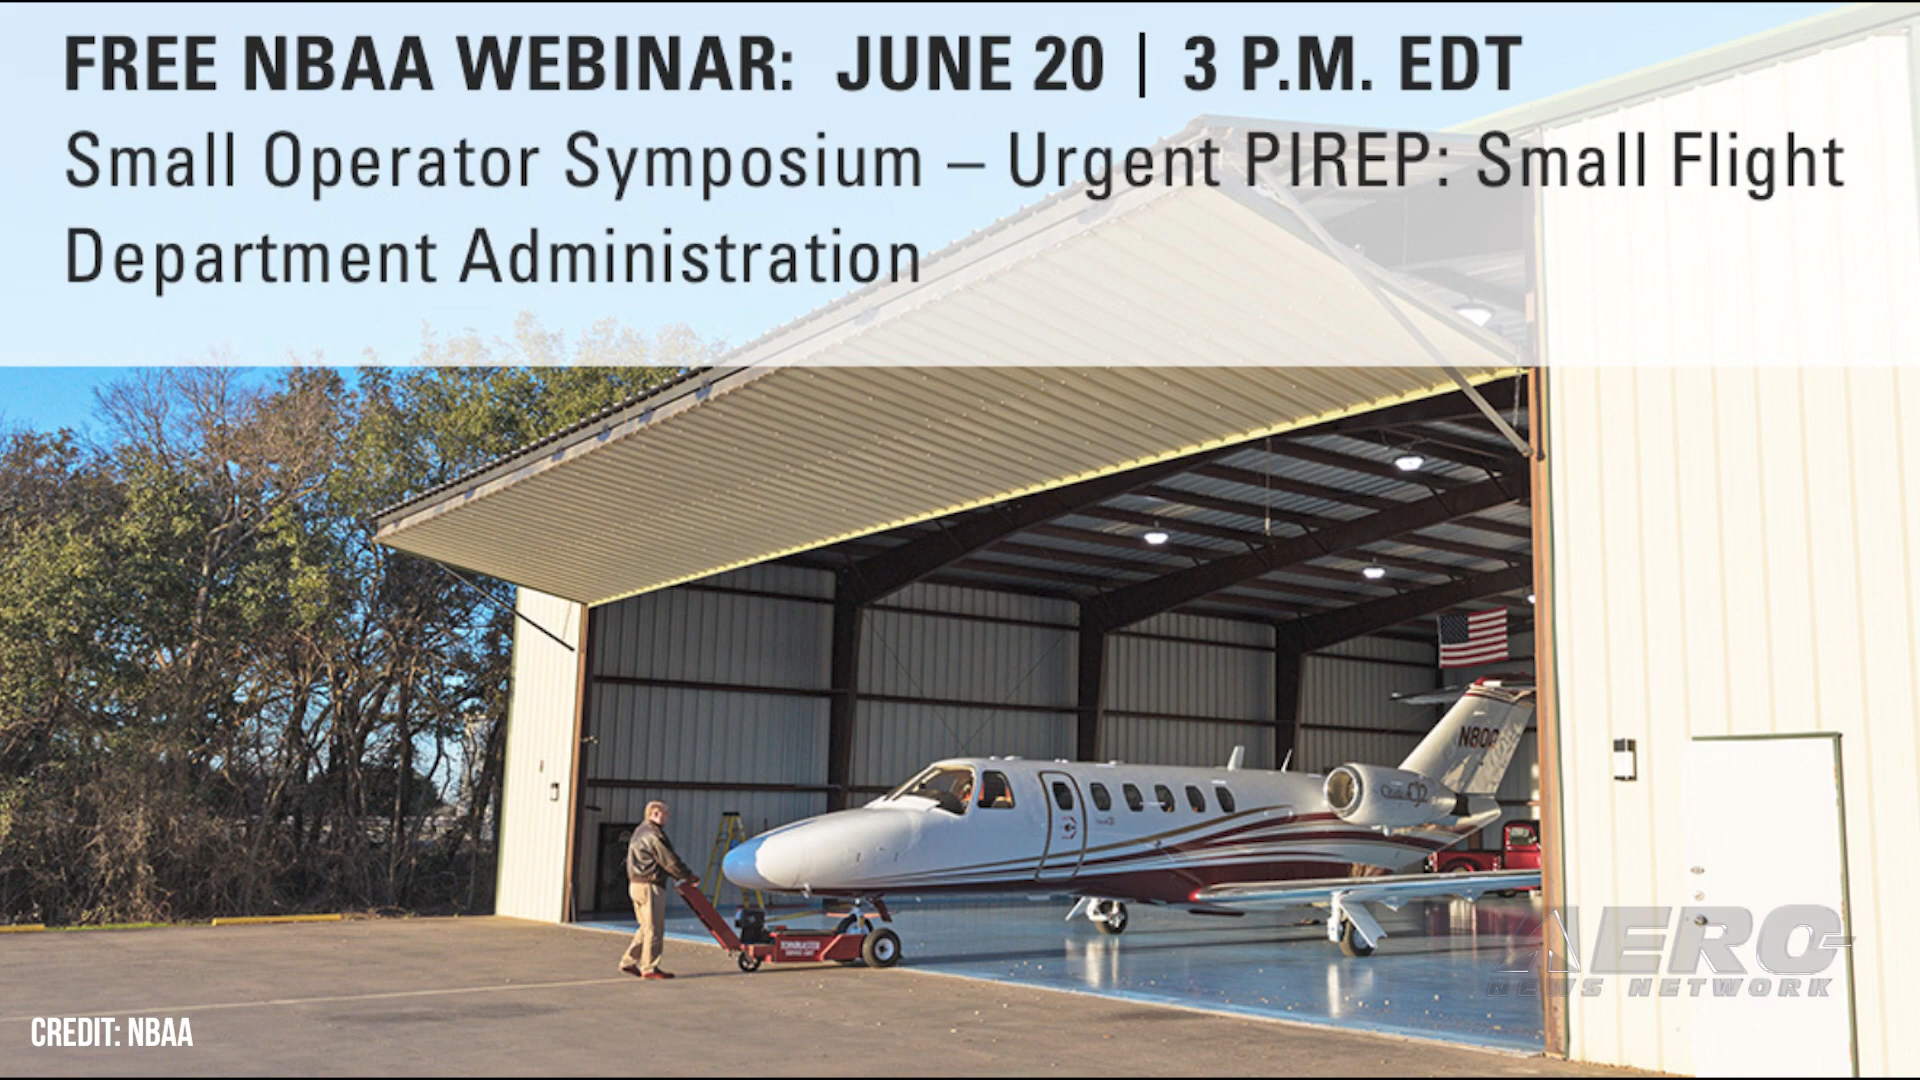 FREE NBAA WEBINAR: JUNE 20 | 3 P.M. EDT
Small Operator Symposium – Urgent PIREP: Small Flight
Department Administration
TOWMASTER
AERO
NEWS NETWORK
CREDIT: NBAA